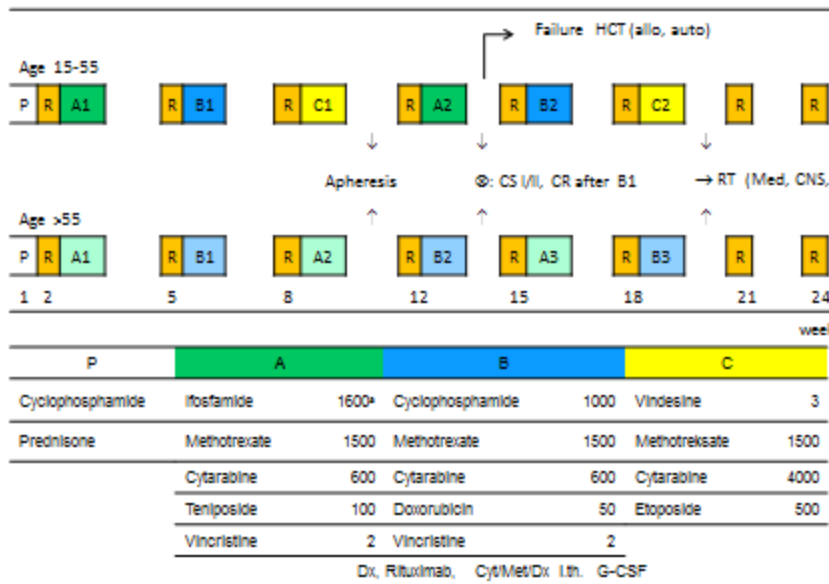 Failure HCT (allo, auto)
Age 15-55
P R A1 R B1 R C1 R A2 R B2 R C2 R R
Apheresis ⊗: CS I/II, CR after B1 → RT (Med, CNS,
Age >55
P R A1 R B1 R A2 R B2 R A3 R B3 R R
1 2 5 8 12 15 18 21 24
week
P A B C
Cyclophosphamide Ifosfamide 1600ª Cyclophosphamide 1000 Vindesine 3
Prednisone Methotrexate 1500 Methotrexate 1500 Methotreksate 1500
Cytarabine 600 Cytarabine 600 Cytarabine 4000
Teniposide 100 Doxorubicin 50 Etoposide 500
Vincristine 2 Vincristine 2
Dx, Rituximab, Cyt/Met/Dx i.th. G-CSF